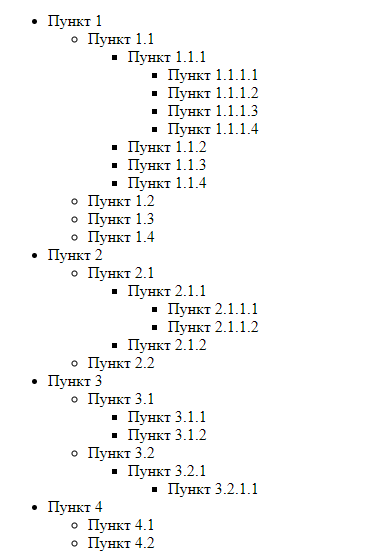 Пункт 1
Пункт 1.1
Пункт 1.1.1
Пункт 1.1.1.1
Пункт 1.1.1.2
Пункт 1.1.1.3
Пункт 1.1.1.4
Пункт 1.1.2
Пункт 1.1.3
Пункт 1.1.4
Пункт 1.2
Пункт 1.3
Пункт 1.4
Пункт 2
Пункт 2.1
Пункт 2.1.1
Пункт 2.1.1.1
Пункт 2.1.1.2
Пункт 2.1.2
Пункт 2.2
Пункт 3
Пункт 3.1
Пункт 3.1.1
Пункт 3.1.2
Пункт 3.2
Пункт 3.2.1
Пункт 3.2.1.1
Пункт 4
Пункт 4.1
Пункт 4.2